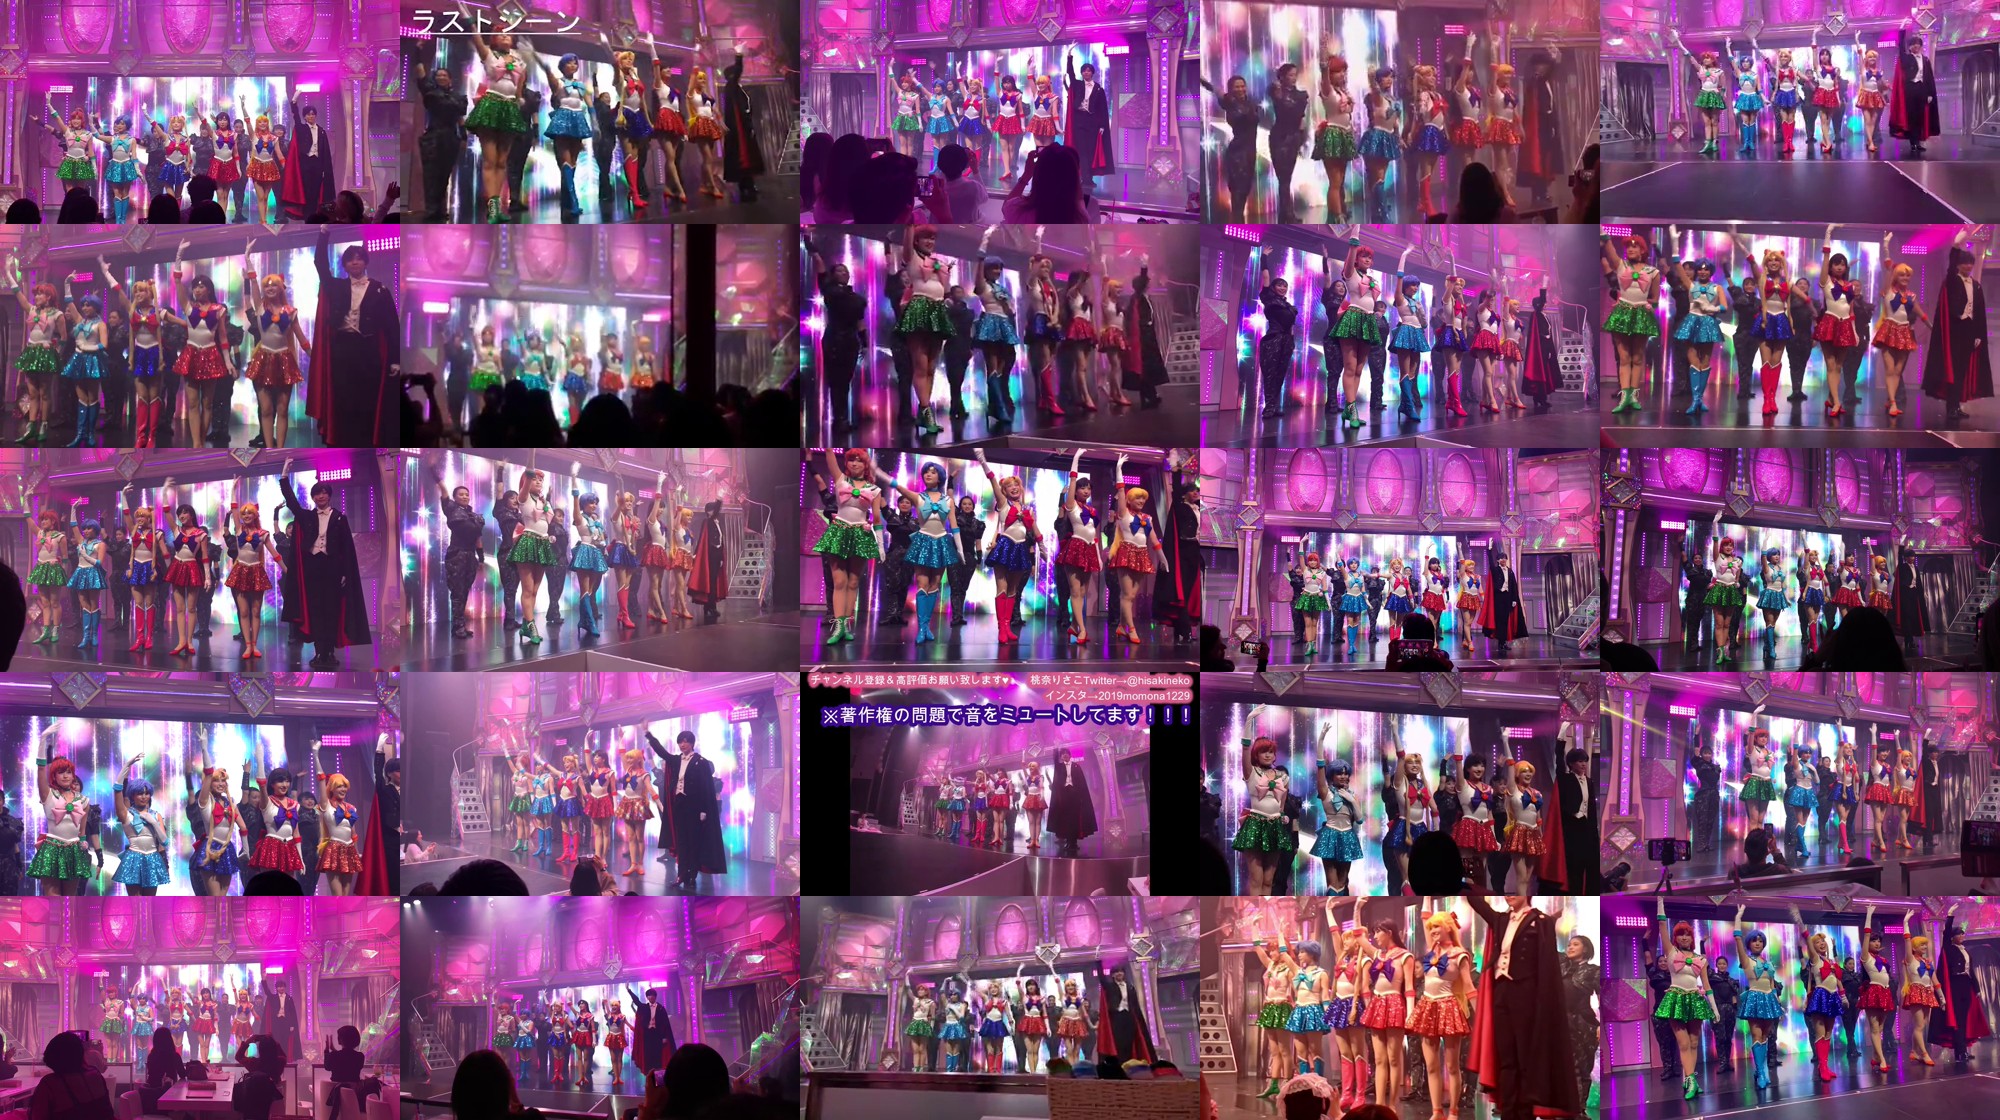 ラストシーン
チャンネル登録＆高評価お願い致します♥
桃奈りさこTwitter→@hisakineko
インスタ→2019momona1229
※著作権の問題で音をミュートしてます！！！